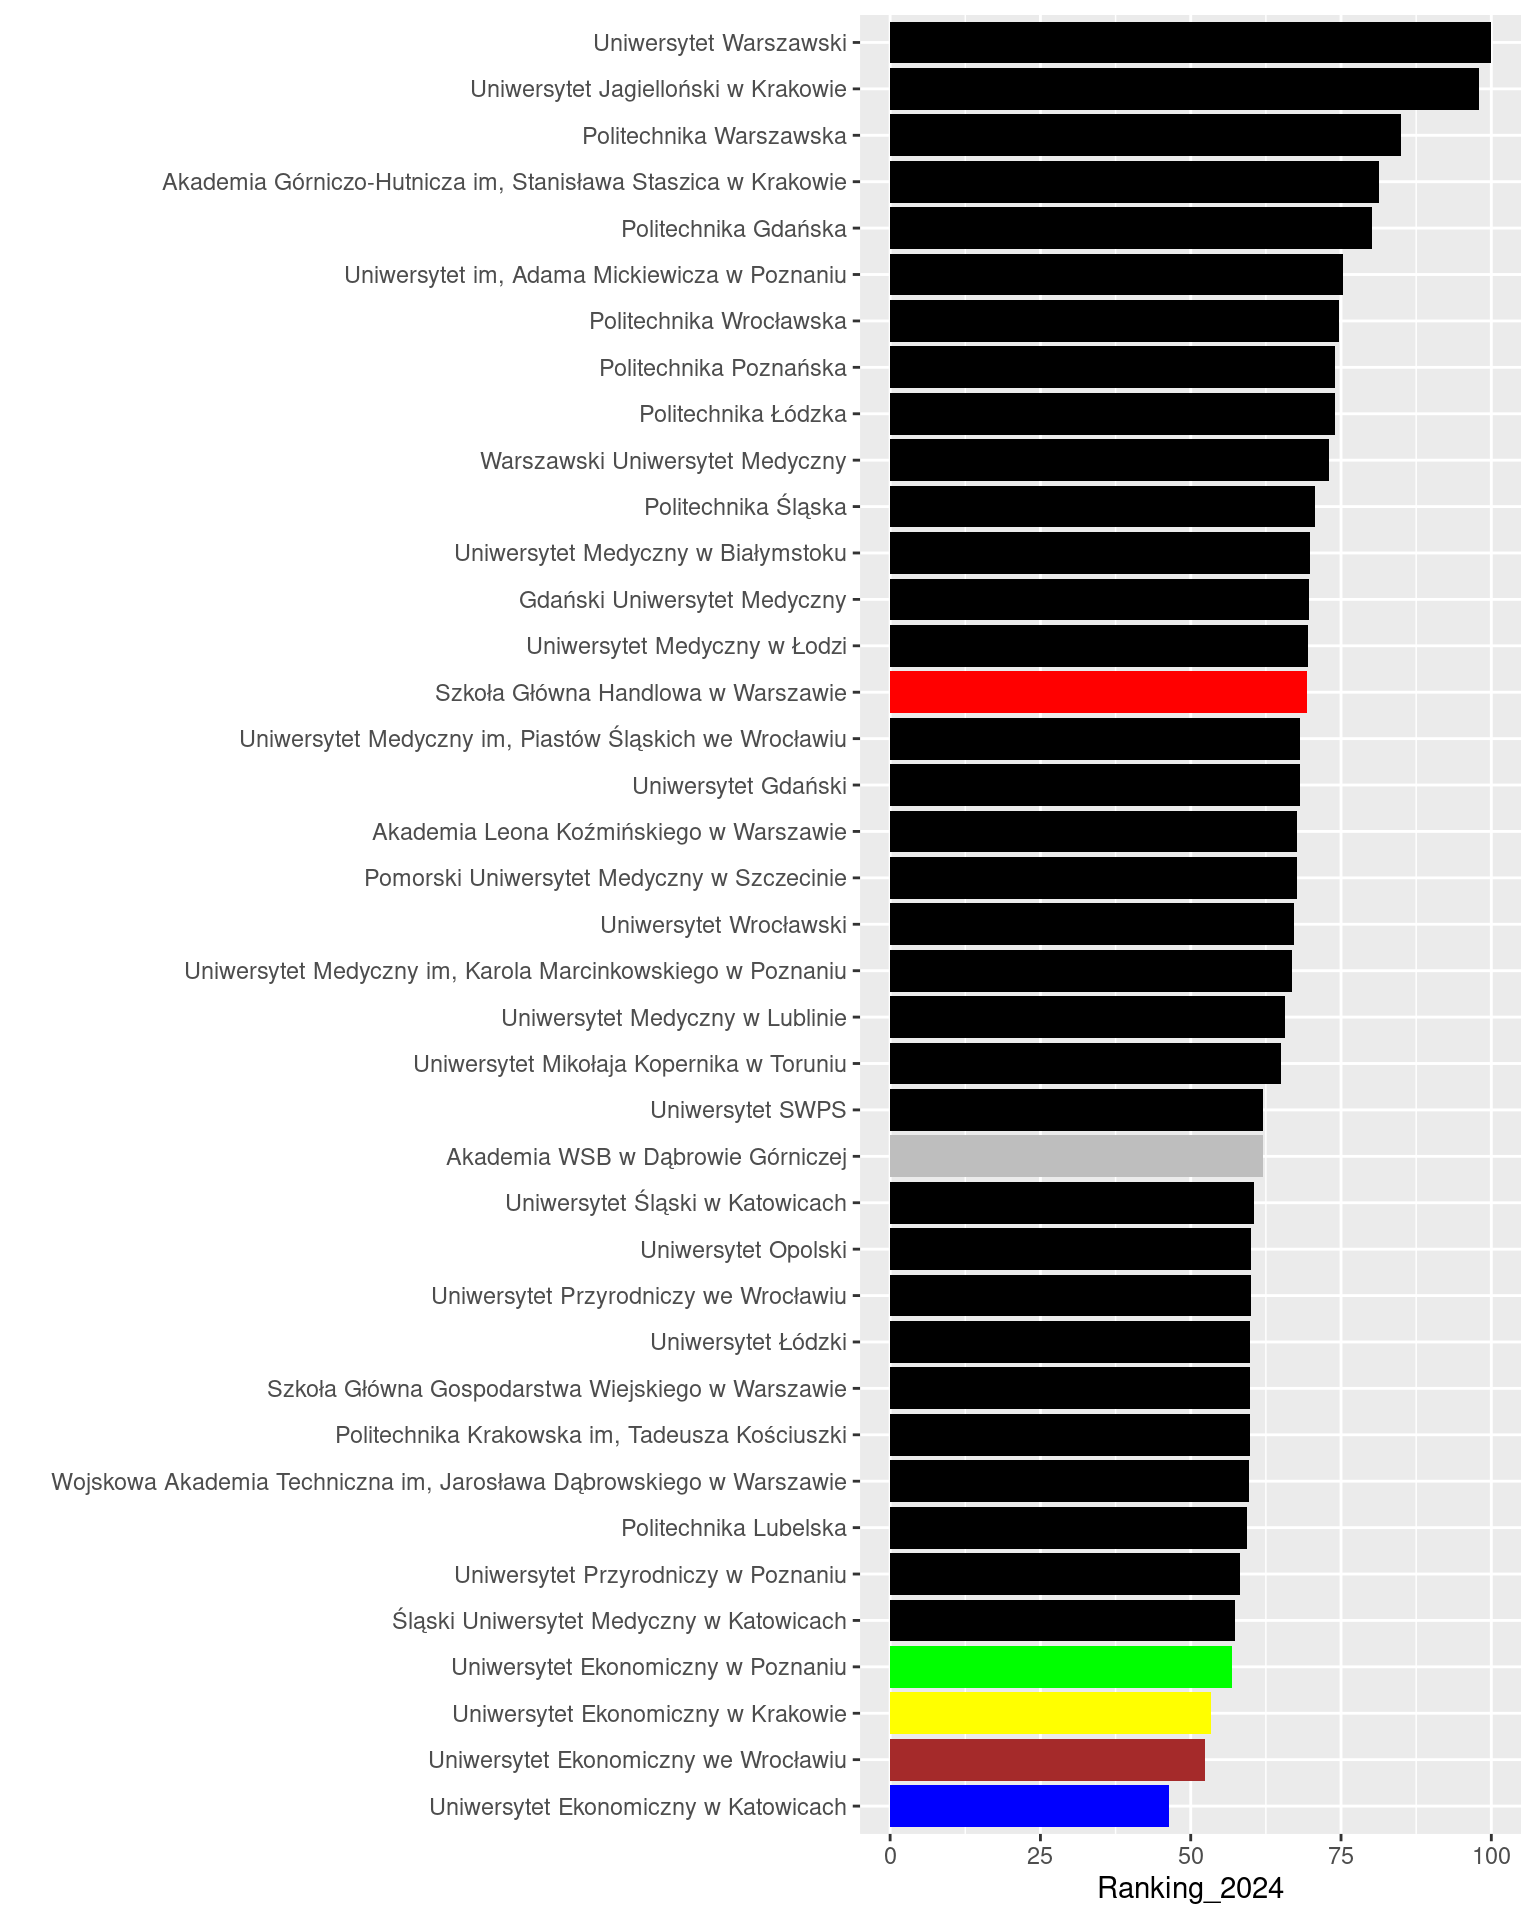 Uniwersytet Warszawski
Uniwersytet Jagielloński w Krakowie
Politechnika Warszawska
Akademia Górniczo-Hutnicza im, Stanisława Staszica w Krakowie
Politechnika Gdańska
Uniwersytet im, Adama Mickiewicza w Poznaniu
Politechnika Wrocławska
Politechnika Poznańska
Politechnika Łódzka
Warszawski Uniwersytet Medyczny
Politechnika Śląska
Uniwersytet Medyczny w Białymstoku
Gdański Uniwersytet Medyczny
Uniwersytet Medyczny w Łodzi
Szkoła Główna Handlowa w Warszawie
Uniwersytet Medyczny im, Piastów Śląskich we Wrocławiu
Uniwersytet Gdański
Akademia Leona Koźmińskiego w Warszawie
Pomorski Uniwersytet Medyczny w Szczecinie
Uniwersytet Wrocławski
Uniwersytet Medyczny im, Karola Marcinkowskiego w Poznaniu
Uniwersytet Medyczny w Lublinie
Uniwersytet Mikołaja Kopernika w Toruniu
Uniwersytet SWPS
Akademia WSB w Dąbrowie Górniczej
Uniwersytet Śląski w Katowicach
Uniwersytet Opolski
Uniwersytet Przyrodniczy we Wrocławiu
Uniwersytet Łódzki
Szkoła Główna Gospodarstwa Wiejskiego w Warszawie
Politechnika Krakowska im, Tadeusza Kościuszki
Wojskowa Akademia Techniczna im, Jarosława Dąbrowskiego w Warszawie
Politechnika Lubelska
Uniwersytet Przyrodniczy w Poznaniu
Śląski Uniwersytet Medyczny w Katowicach
Uniwersytet Ekonomiczny w Poznaniu
Uniwersytet Ekonomiczny w Krakowie
Uniwersytet Ekonomiczny we Wrocławiu
Uniwersytet Ekonomiczny w Katowicach
0 25 50 75 100
Ranking_2024